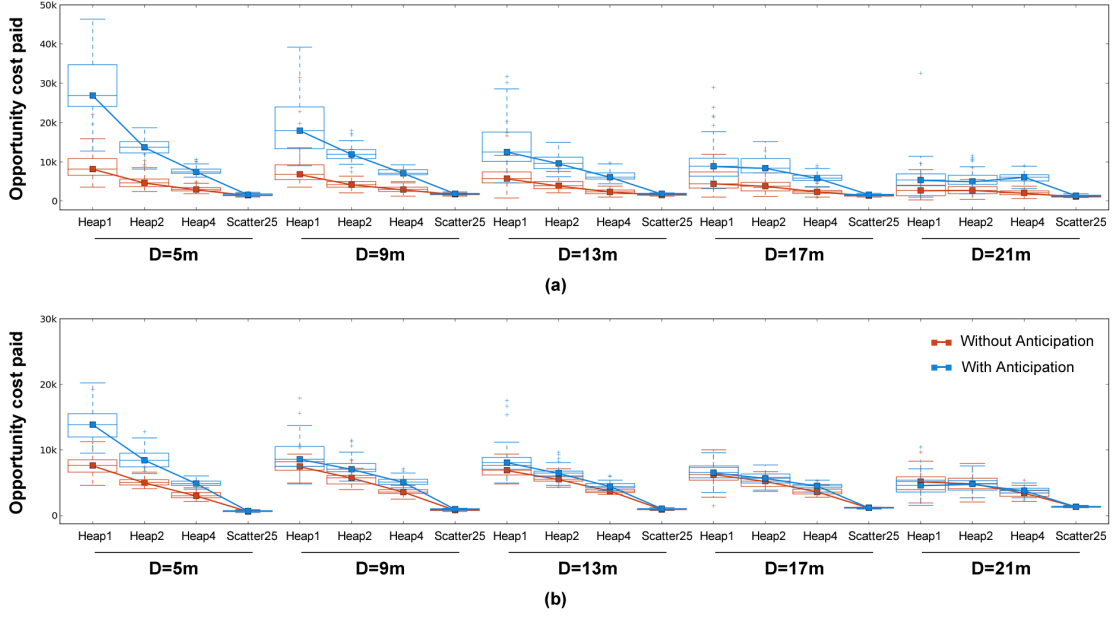 Opportunity cost paid
50k
40k
30k
20k
10k
0
Heap1 Heap2 Heap4 Scatter25 Heap1 Heap2 Heap4 Scatter25 Heap1 Heap2 Heap4 Scatter25 Heap1 Heap2 Heap4 Scatter25 Heap1 Heap2 Heap4 Scatter25
D=5m D=9m D=13m D=17m D=21m
(a)
Opportunity cost paid
30k
20k
10k
0
Without Anticipation
With Anticipation
Heap1 Heap2 Heap4 Scatter25 Heap1 Heap2 Heap4 Scatter25 Heap1 Heap2 Heap4 Scatter25 Heap1 Heap2 Heap4 Scatter25 Heap1 Heap2 Heap4 Scatter25
D=5m D=9m D=13m D=17m D=21m
(b)